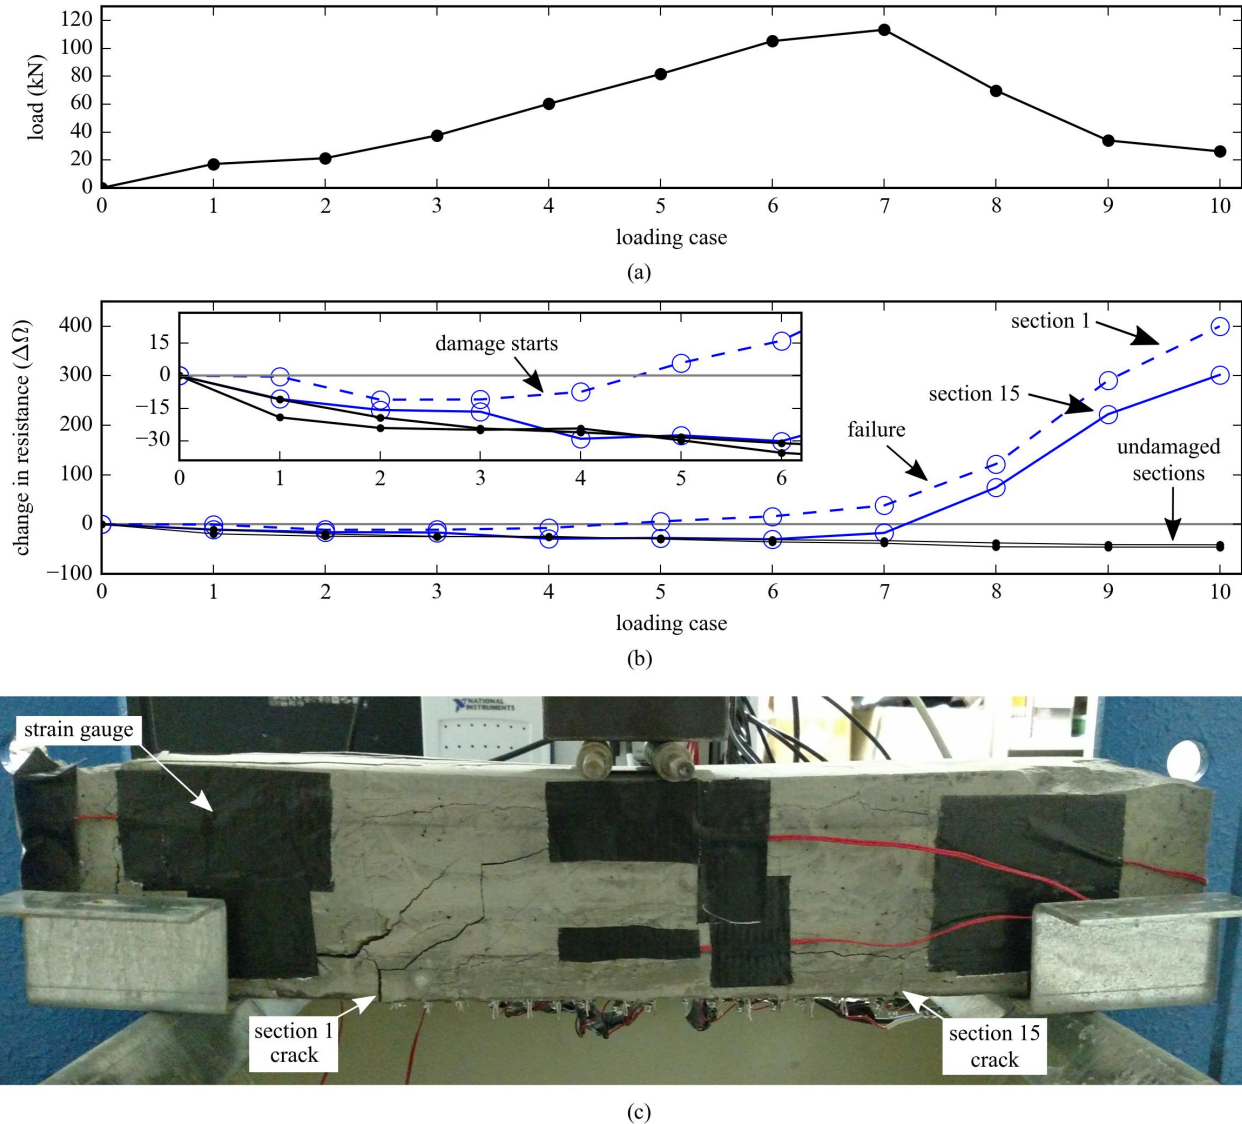 120
100
80
60
40
20
0
load (kN)
0 1 2 3 4 5 6 7 8 9 10
loading case
(a)
400
300
200
100
0
−100
change in resistance (ΔΩ)
15
0
−15
−30
0 1 2 3 4 5 6
damage starts
section 1
section 15
failure
undamaged
sections
0 1 2 3 4 5 6 7 8 9 10
loading case
(b)
NATIONAL
INSTRUMENTS
strain gauge
section 1
crack
section 15
crack
(c)